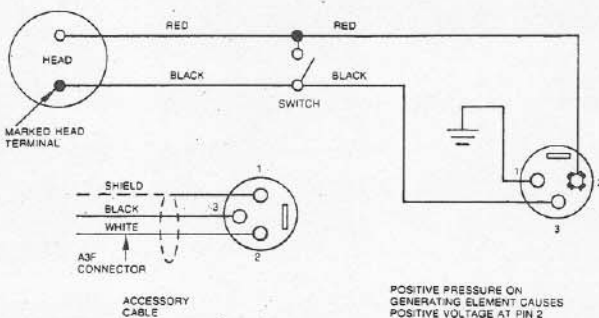 RED
RED
HEAD
BLACK
BLACK
SWITCH
MARKED HEAD
TERMINAL
1
2
3
SHIELD
1
BLACK
3
WHITE
2
A3F
CONNECTOR
ACCESSORY
CABLE
POSITIVE PRESSURE ON
GENERATING ELEMENT CAUSES
POSITIVE VOLTAGE AT PIN 2